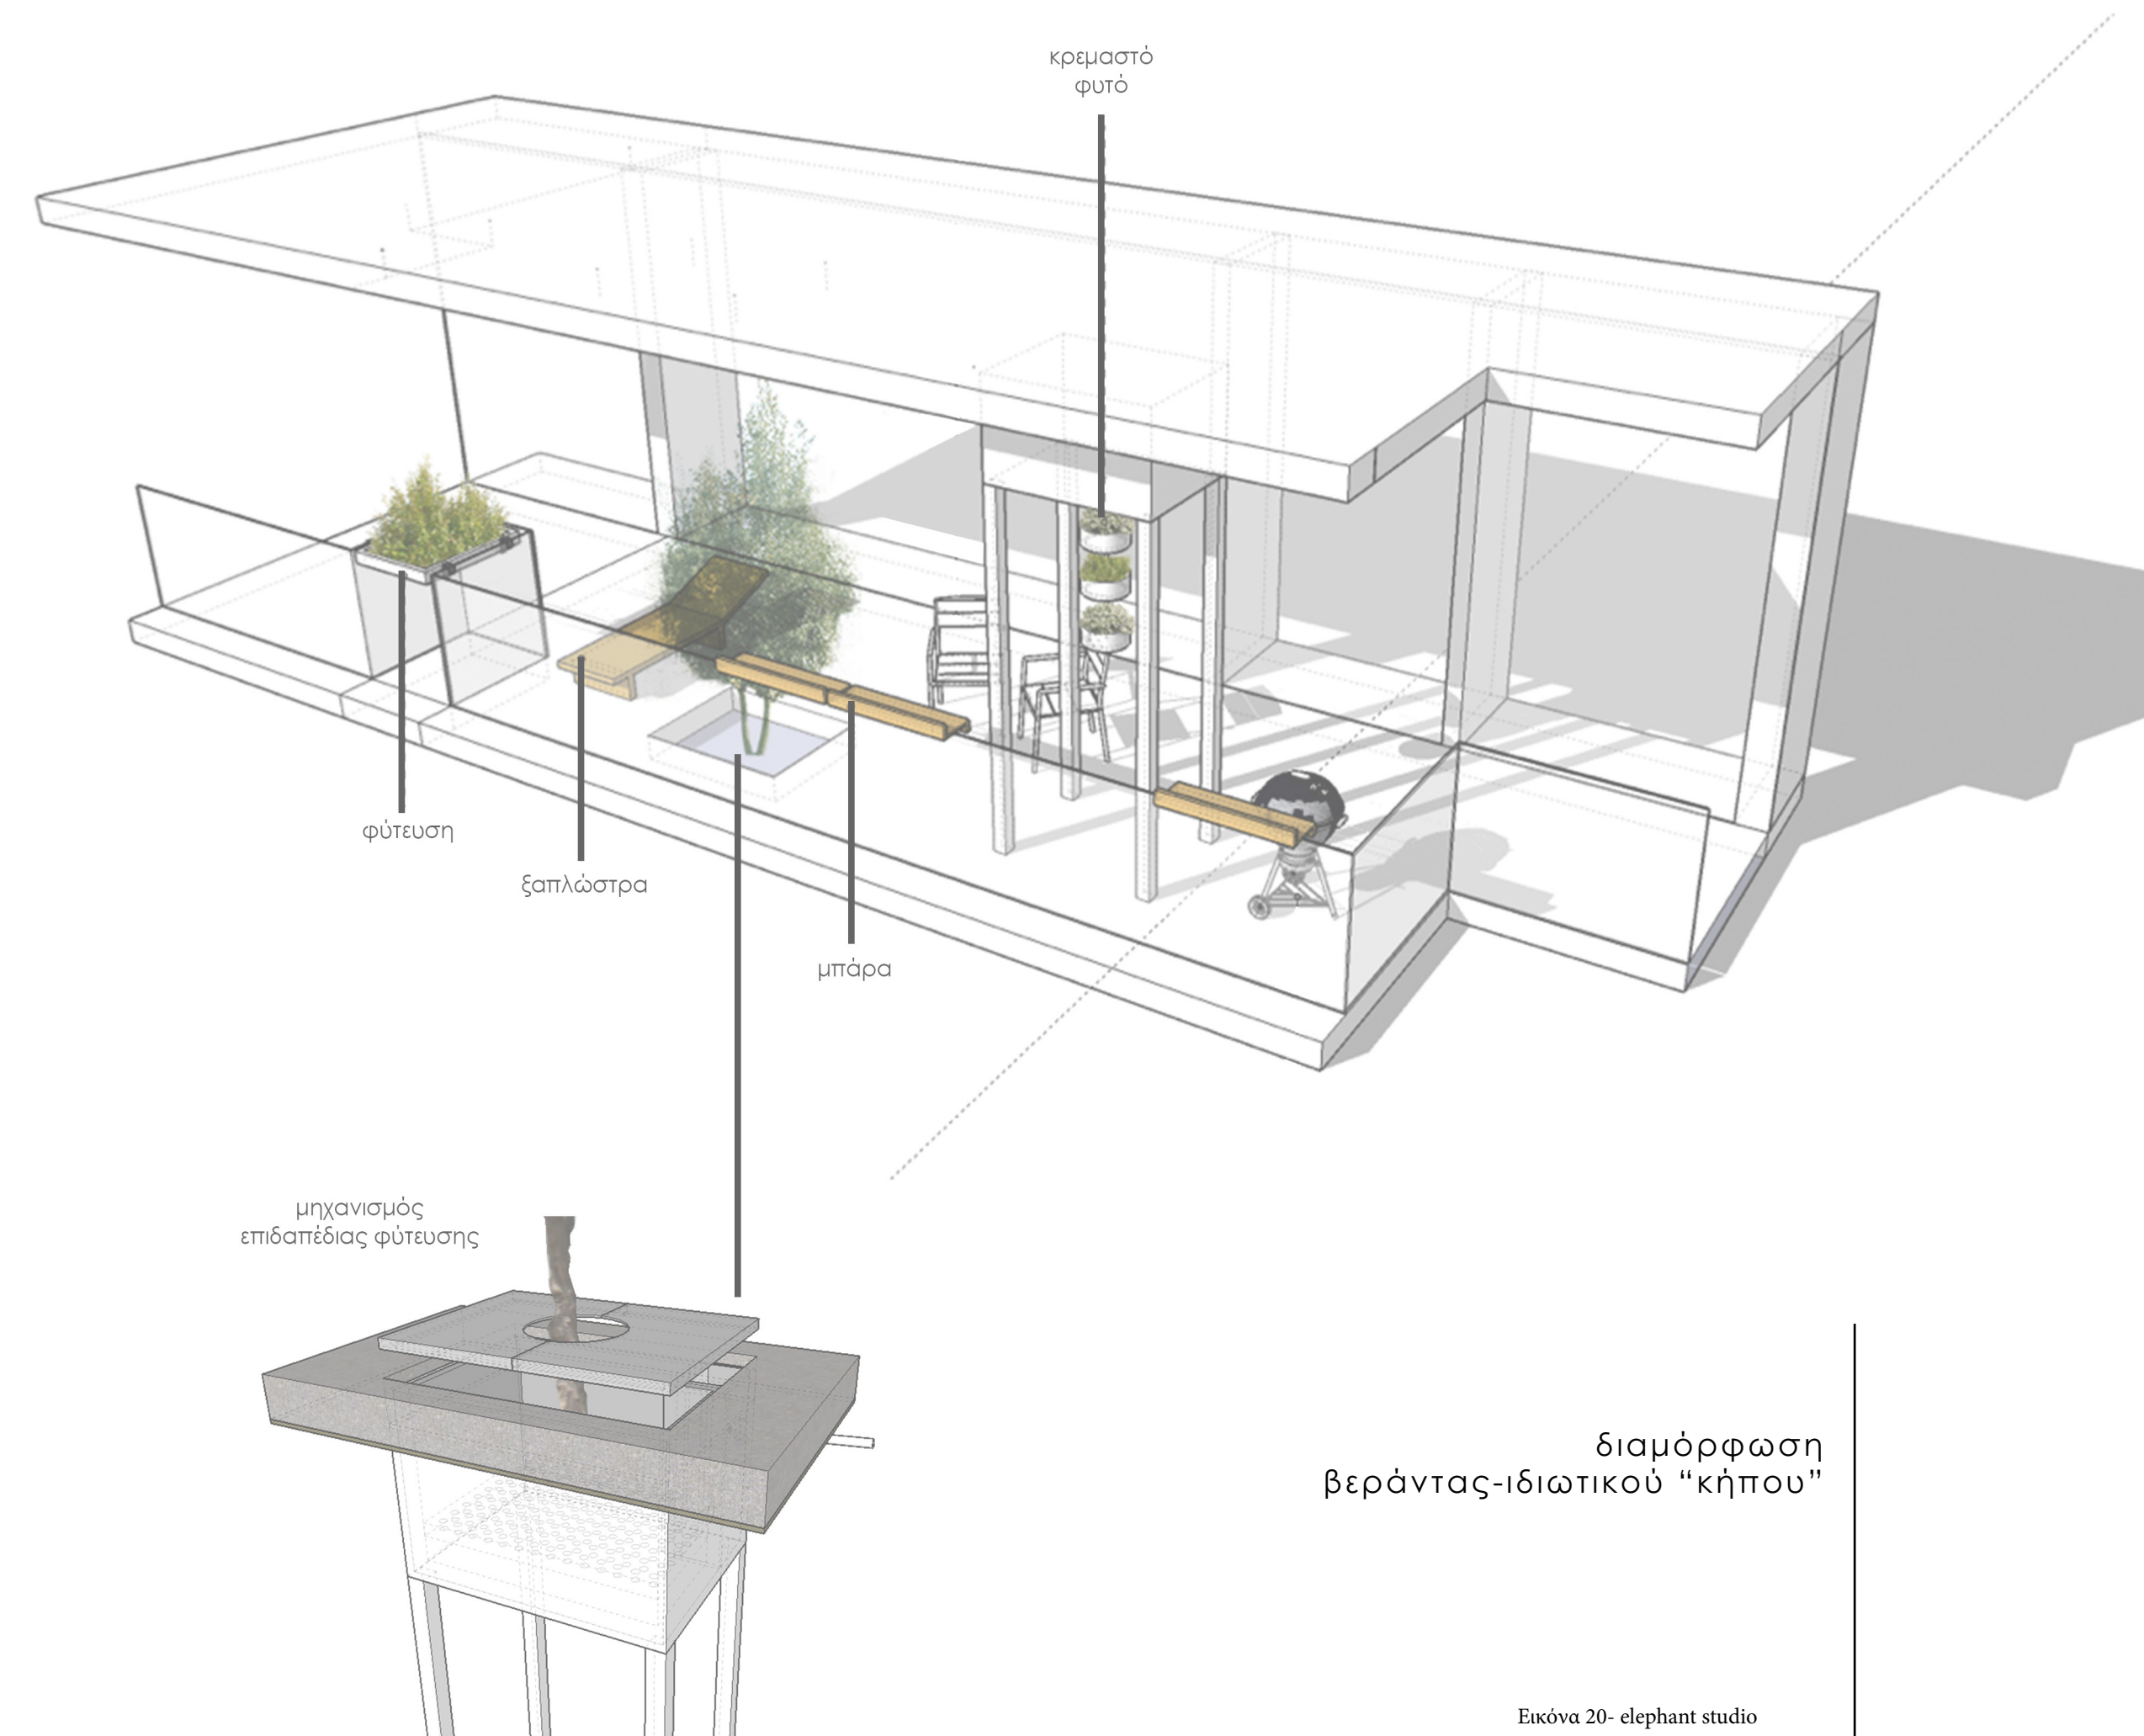 κρεμαστό
φυτό
φύτευση
ξαπλώστρα
μπάρα
μηχανισμός
επιδαπέδιας φύτευσης
διαμόρφωση
βεράντας-ιδιωτικού “κήπου”
Εικόνα 20- elephant studio